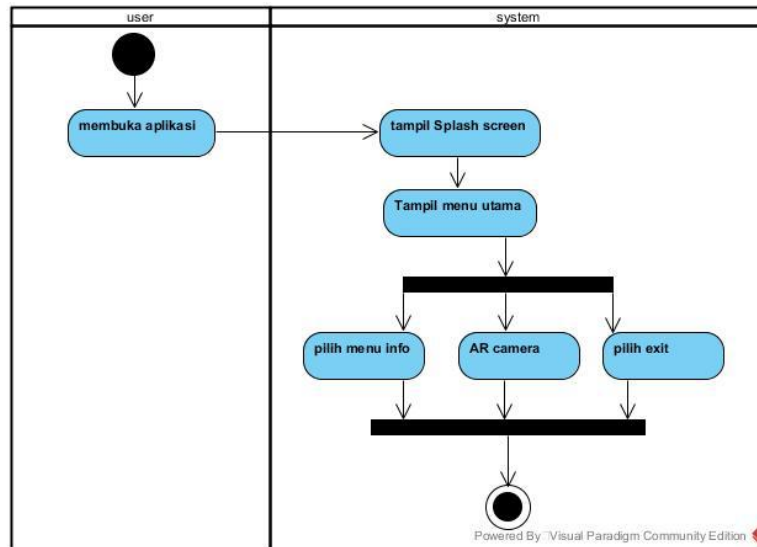 user
system
membuka aplikasi
tampil Splash screen
Tampil menu utama
pilih menu info
AR camera
pilih exit
Powered By Visual Paradigm Community Edition